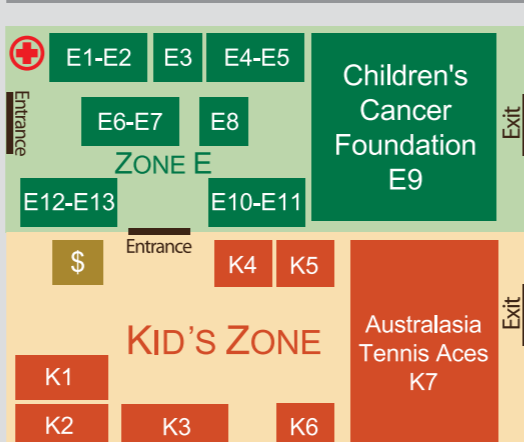 E1-E2
E3
E4-E5
Children's
Cancer
Foundation
E9
Entrance
E6-E7
E8
Exit
ZONE E
E12-E13
E10-E11
Entrance
$
K4
K5
KID'S ZONE
Australasia
Tennis Aces
K7
Exit
K1
K2
K3
K6